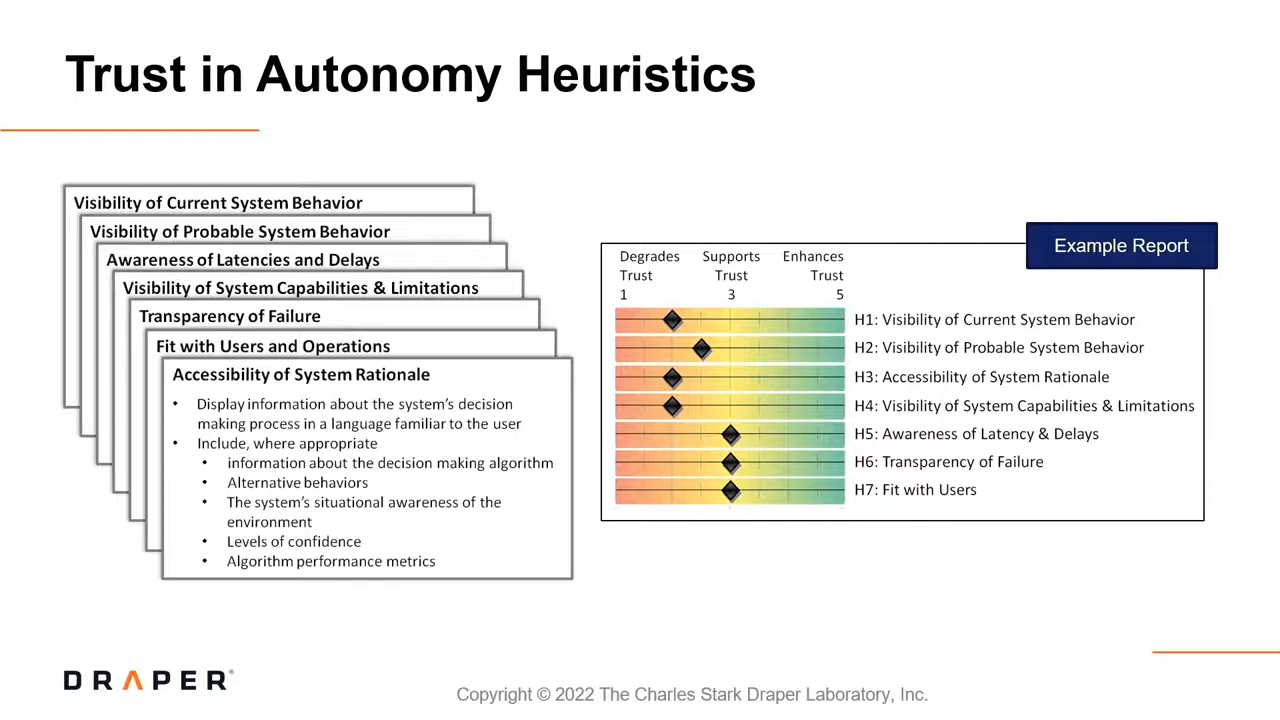 Trust in Autonomy Heuristics
Visibility of Current System Behavior
Visibility of Probable System Behavior
Awareness of Latencies and Delays
Visibility of System Capabilities & Limitations
Transparency of Failure
Fit with Users and Operations
Accessibility of System Rationale
• Display information about the system's decision
making process in a language familiar to the user
• Include, where appropriate
• information about the decision making algorithm
• Alternative behaviors
• The system's situational awareness of the
environment
• Levels of confidence
• Algorithm performance metrics
Example Report
Degrades Supports Enhances
Trust Trust Trust
1 3 5
H1: Visibility of Current System Behavior
H2: Visibility of Probable System Behavior
H3: Accessibility of System Rationale
H4: Visibility of System Capabilities & Limitations
H5: Awareness of Latency & Delays
H6: Transparency of Failure
H7: Fit with Users
DRAPER®
Copyright © 2022 The Charles Stark Draper Laboratory, Inc.